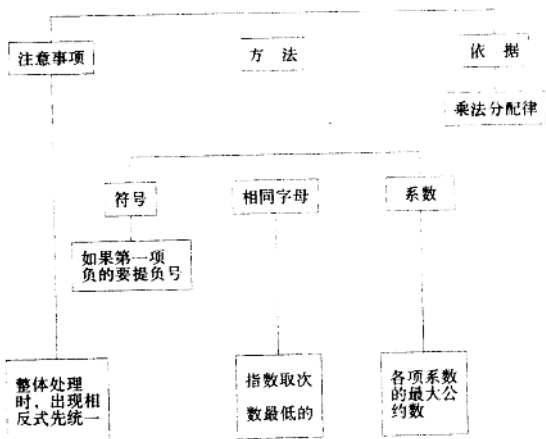 注意事项
方 法
依 据
乘法分配律
符号
相同字母
系数
如果第一项
负的要提负号
整体处理
时，出现相
反式先统一
指数取次
数最低的
各项系数
的最大公
约数